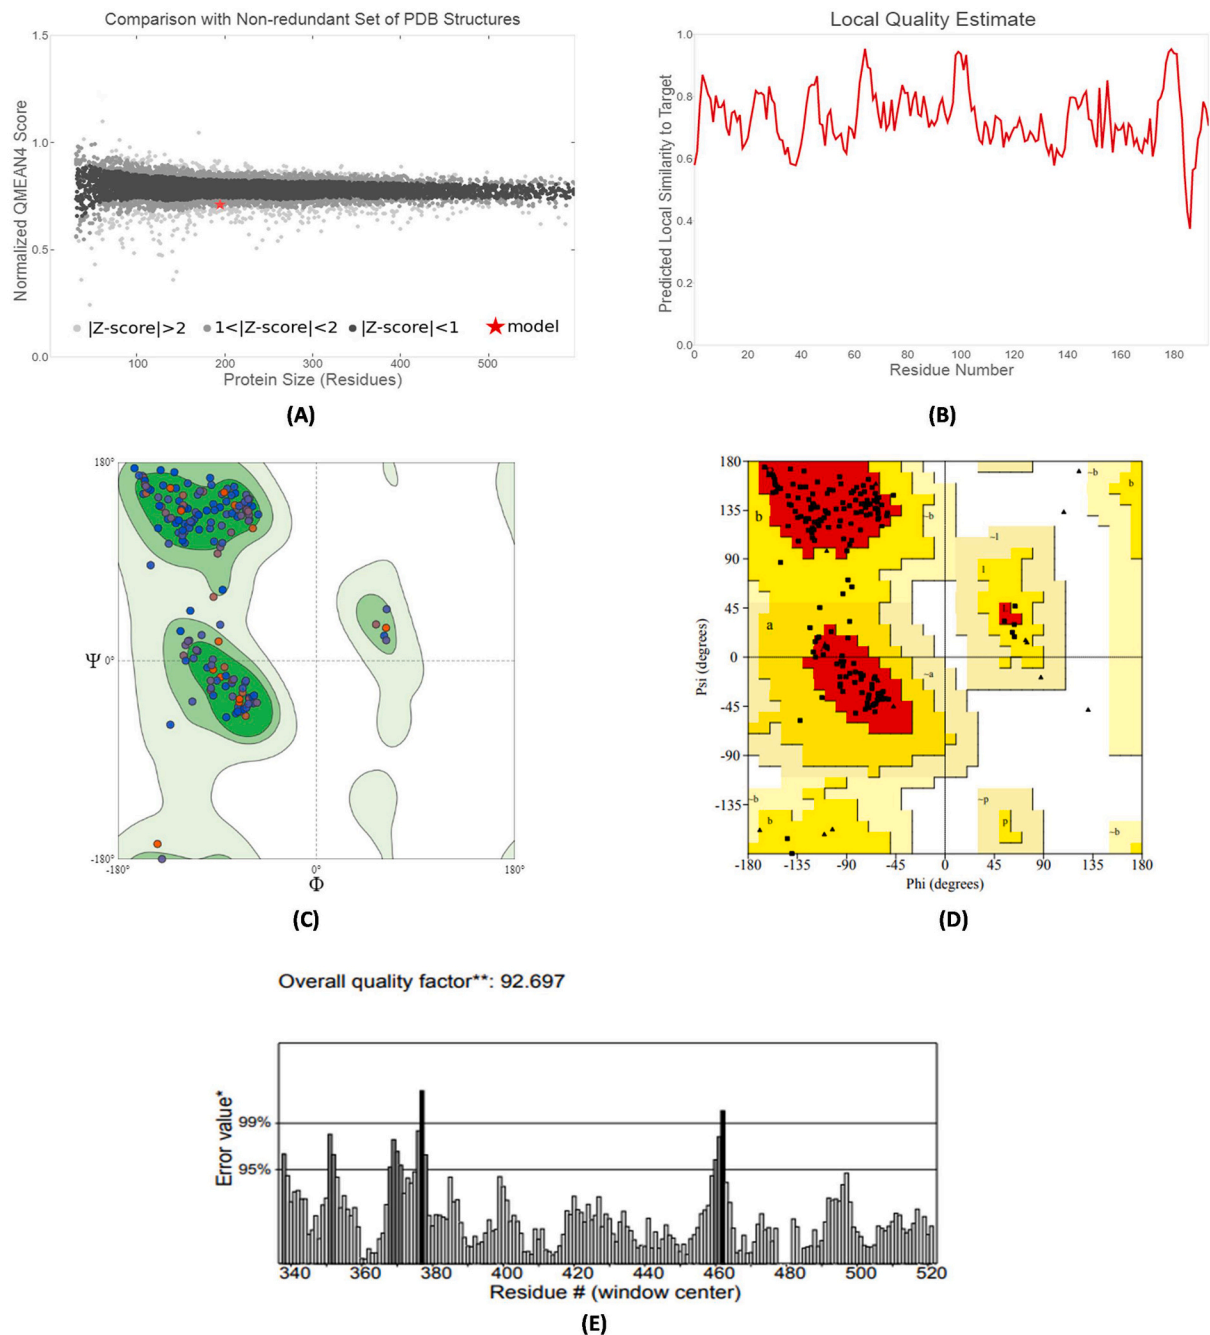 Comparison with Non-redundant Set of PDB Structures
Normalized QMEAN4 Score
1.5
1.0
0.5
0.0
|Z-score|>2 1<|Z-score|<2 |Z-score|<1 model
100 200 300 400 500
Protein Size (Residues)
(A)
Local Quality Estimate
Predicted Local Similarity to Target
1.0
0.8
0.6
0.4
0.2
0.0
0 20 40 60 80 100 120 140 160 180
Residue Number
(B)
180°
Ψ 0°
-180°
-180° 0° 180°
Φ
(C)
Psi (degrees)
180
135
90
45
0
-45
-90
-135
b
~b
~b
b
~l
l
L
a
~a
~b
b
~p
p
~b
-180 -135 -90 -45 0 45 90 135 180
Phi (degrees)
(D)
Overall quality factor**: 92.697
Error value*
99%
95%
340 360 380 400 420 440 460 480 500 520
Residue # (window center)
(E)